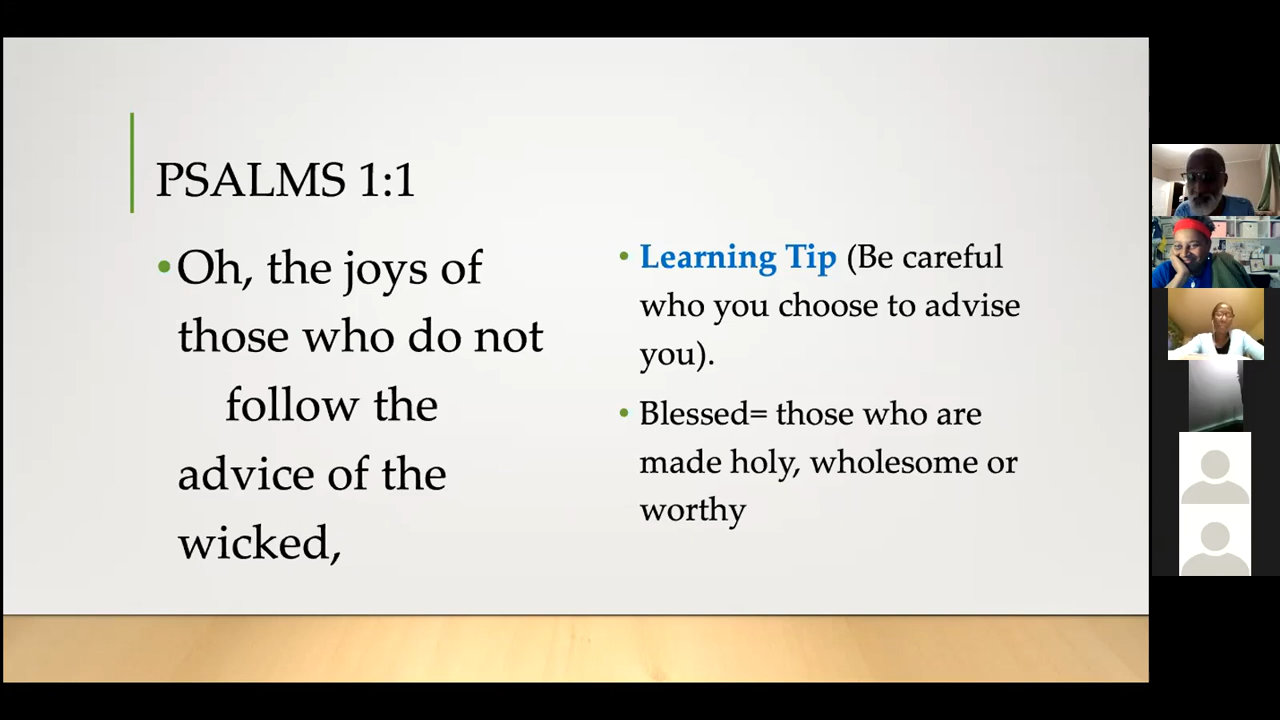 PSALMS 1:1
•Oh, the joys of
those who do not
follow the
advice of the
wicked,
• Learning Tip (Be careful
who you choose to advise
you).
• Blessed= those who are
made holy, wholesome or
worthy